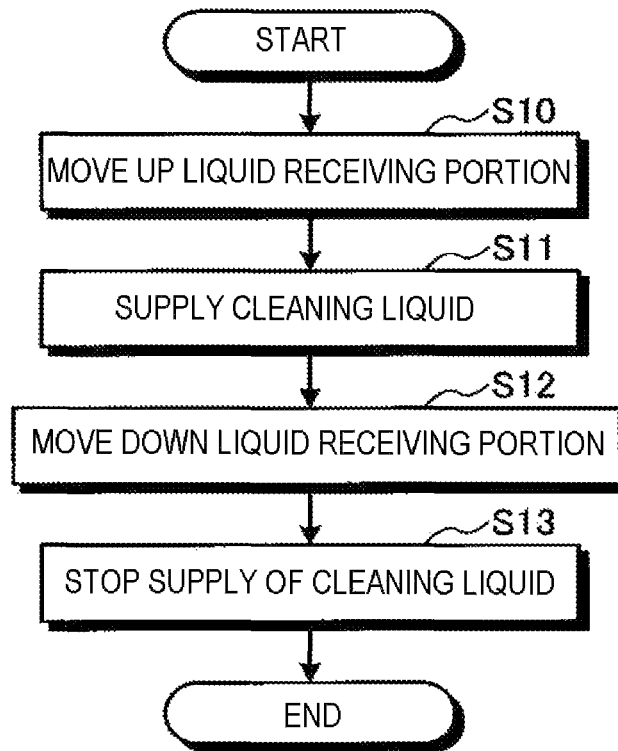 START
S10
MOVE UP LIQUID RECEIVING PORTION
S11
SUPPLY CLEANING LIQUID
S12
MOVE DOWN LIQUID RECEIVING PORTION
S13
STOP SUPPLY OF CLEANING LIQUID
END